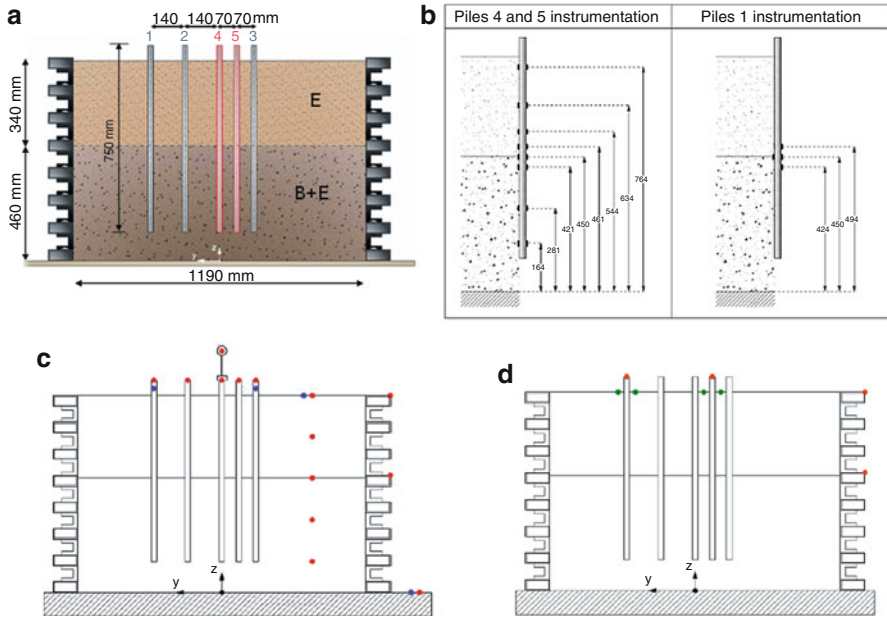 a
140 140 70 70 mm
1 2 4 5 3
340 mm
750 mm
E
460 mm
B+E
z
y
1190 mm
b
Piles 4 and 5 instrumentation
Piles 1 instrumentation
764
634
544
461
450
421
281
164
494
450
424
c
z
y
d
z
y